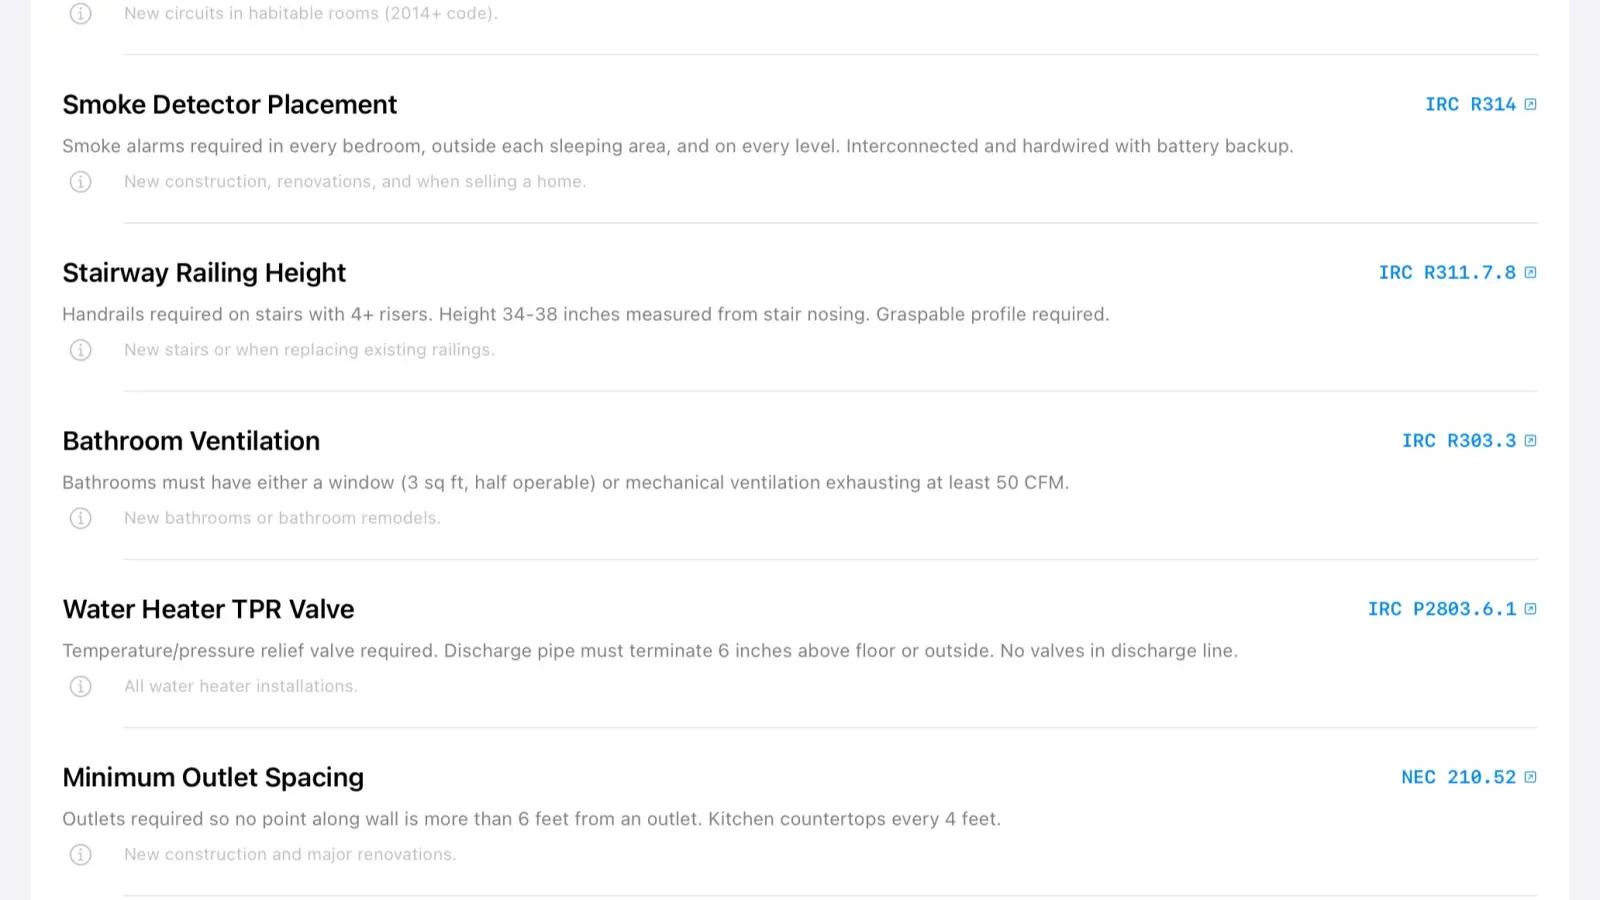 New circuits in habitable rooms (2014+ code).
Smoke Detector Placement
IRC R314
Smoke alarms required in every bedroom, outside each sleeping area, and on every level. Interconnected and hardwired with battery backup.
New construction, renovations, and when selling a home.
Stairway Railing Height
IRC R311.7.8
Handrails required on stairs with 4+ risers. Height 34-38 inches measured from stair nosing. Graspable profile required.
New stairs or when replacing existing railings.
Bathroom Ventilation
IRC R303.3
Bathrooms must have either a window (3 sq ft, half operable) or mechanical ventilation exhausting at least 50 CFM.
New bathrooms or bathroom remodels.
Water Heater TPR Valve
IRC P2803.6.1
Temperature/pressure relief valve required. Discharge pipe must terminate 6 inches above floor or outside. No valves in discharge line.
All water heater installations.
Minimum Outlet Spacing
NEC 210.52
Outlets required so no point along wall is more than 6 feet from an outlet. Kitchen countertops every 4 feet.
New construction and major renovations.